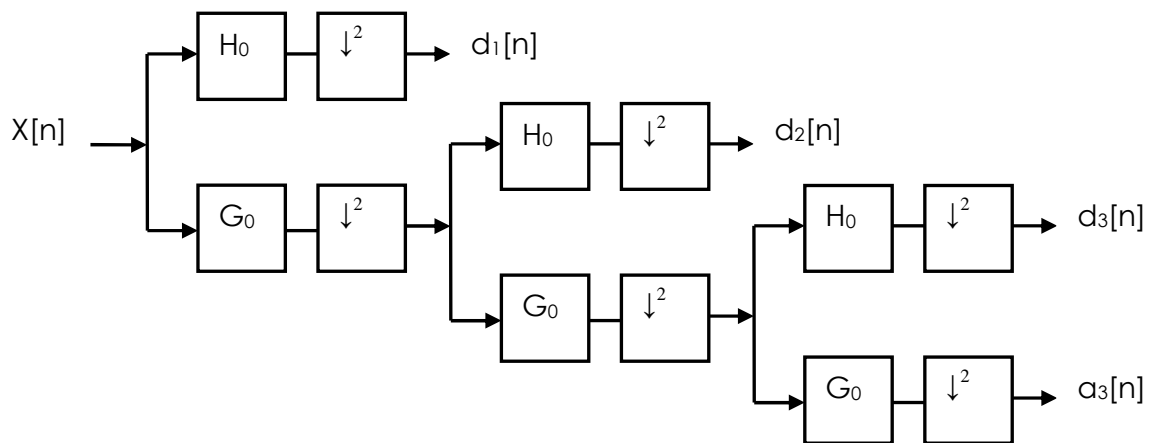 H₀ ↓² d₁[n]
X[n]
H₀ ↓² d₂[n]
G₀ ↓²
H₀ ↓² d₃[n]
G₀ ↓²
G₀ ↓² a₃[n]